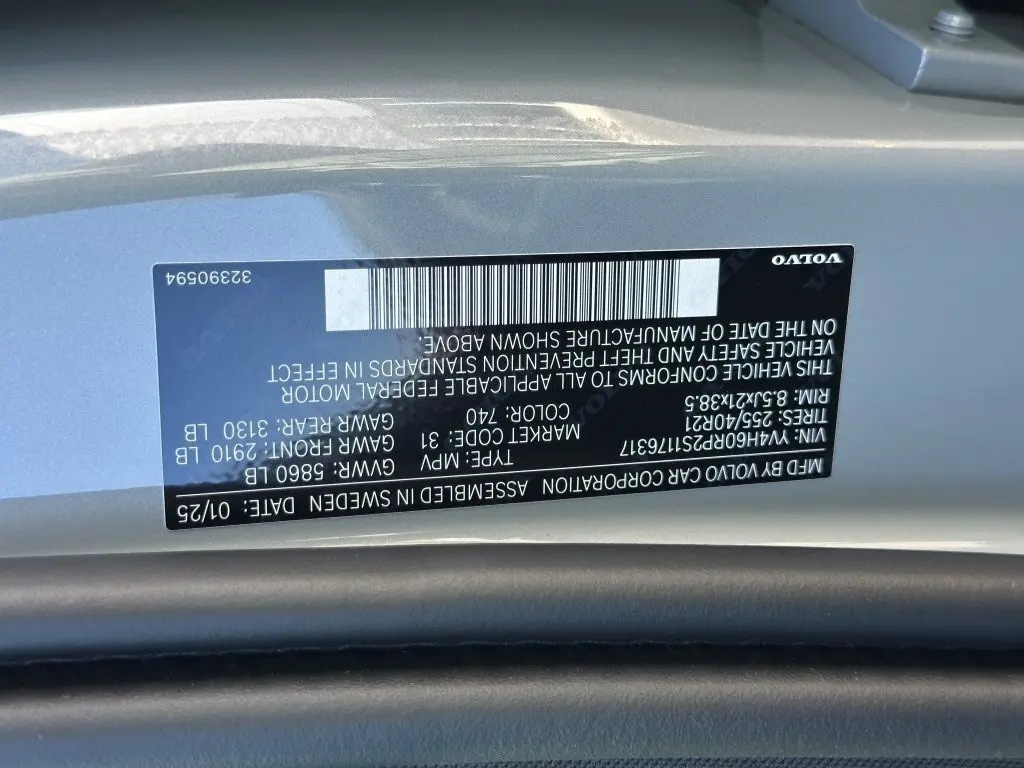 MFD BY VOLVO CAR CORPORATION ASSEMBLED IN SWEDEN DATE: 01/25
VIN: YV4H60RP2S1176317 TYPE: MPV GVWR: 5860 LB
TIRES: 255/40R21 MARKET CODE: 31 GAWR FRONT: 2910 LB
RIM: 8.5Jx21x38.5 COLOR: 740 GAWR REAR: 3130 LB
THIS VEHICLE CONFORMS TO ALL APPLICABLE FEDERAL MOTOR
VEHICLE SAFETY AND THEFT PREVENTION STANDARDS IN EFFECT
ON THE DATE OF MANUFACTURE SHOWN ABOVE.
VOLVO 32390594